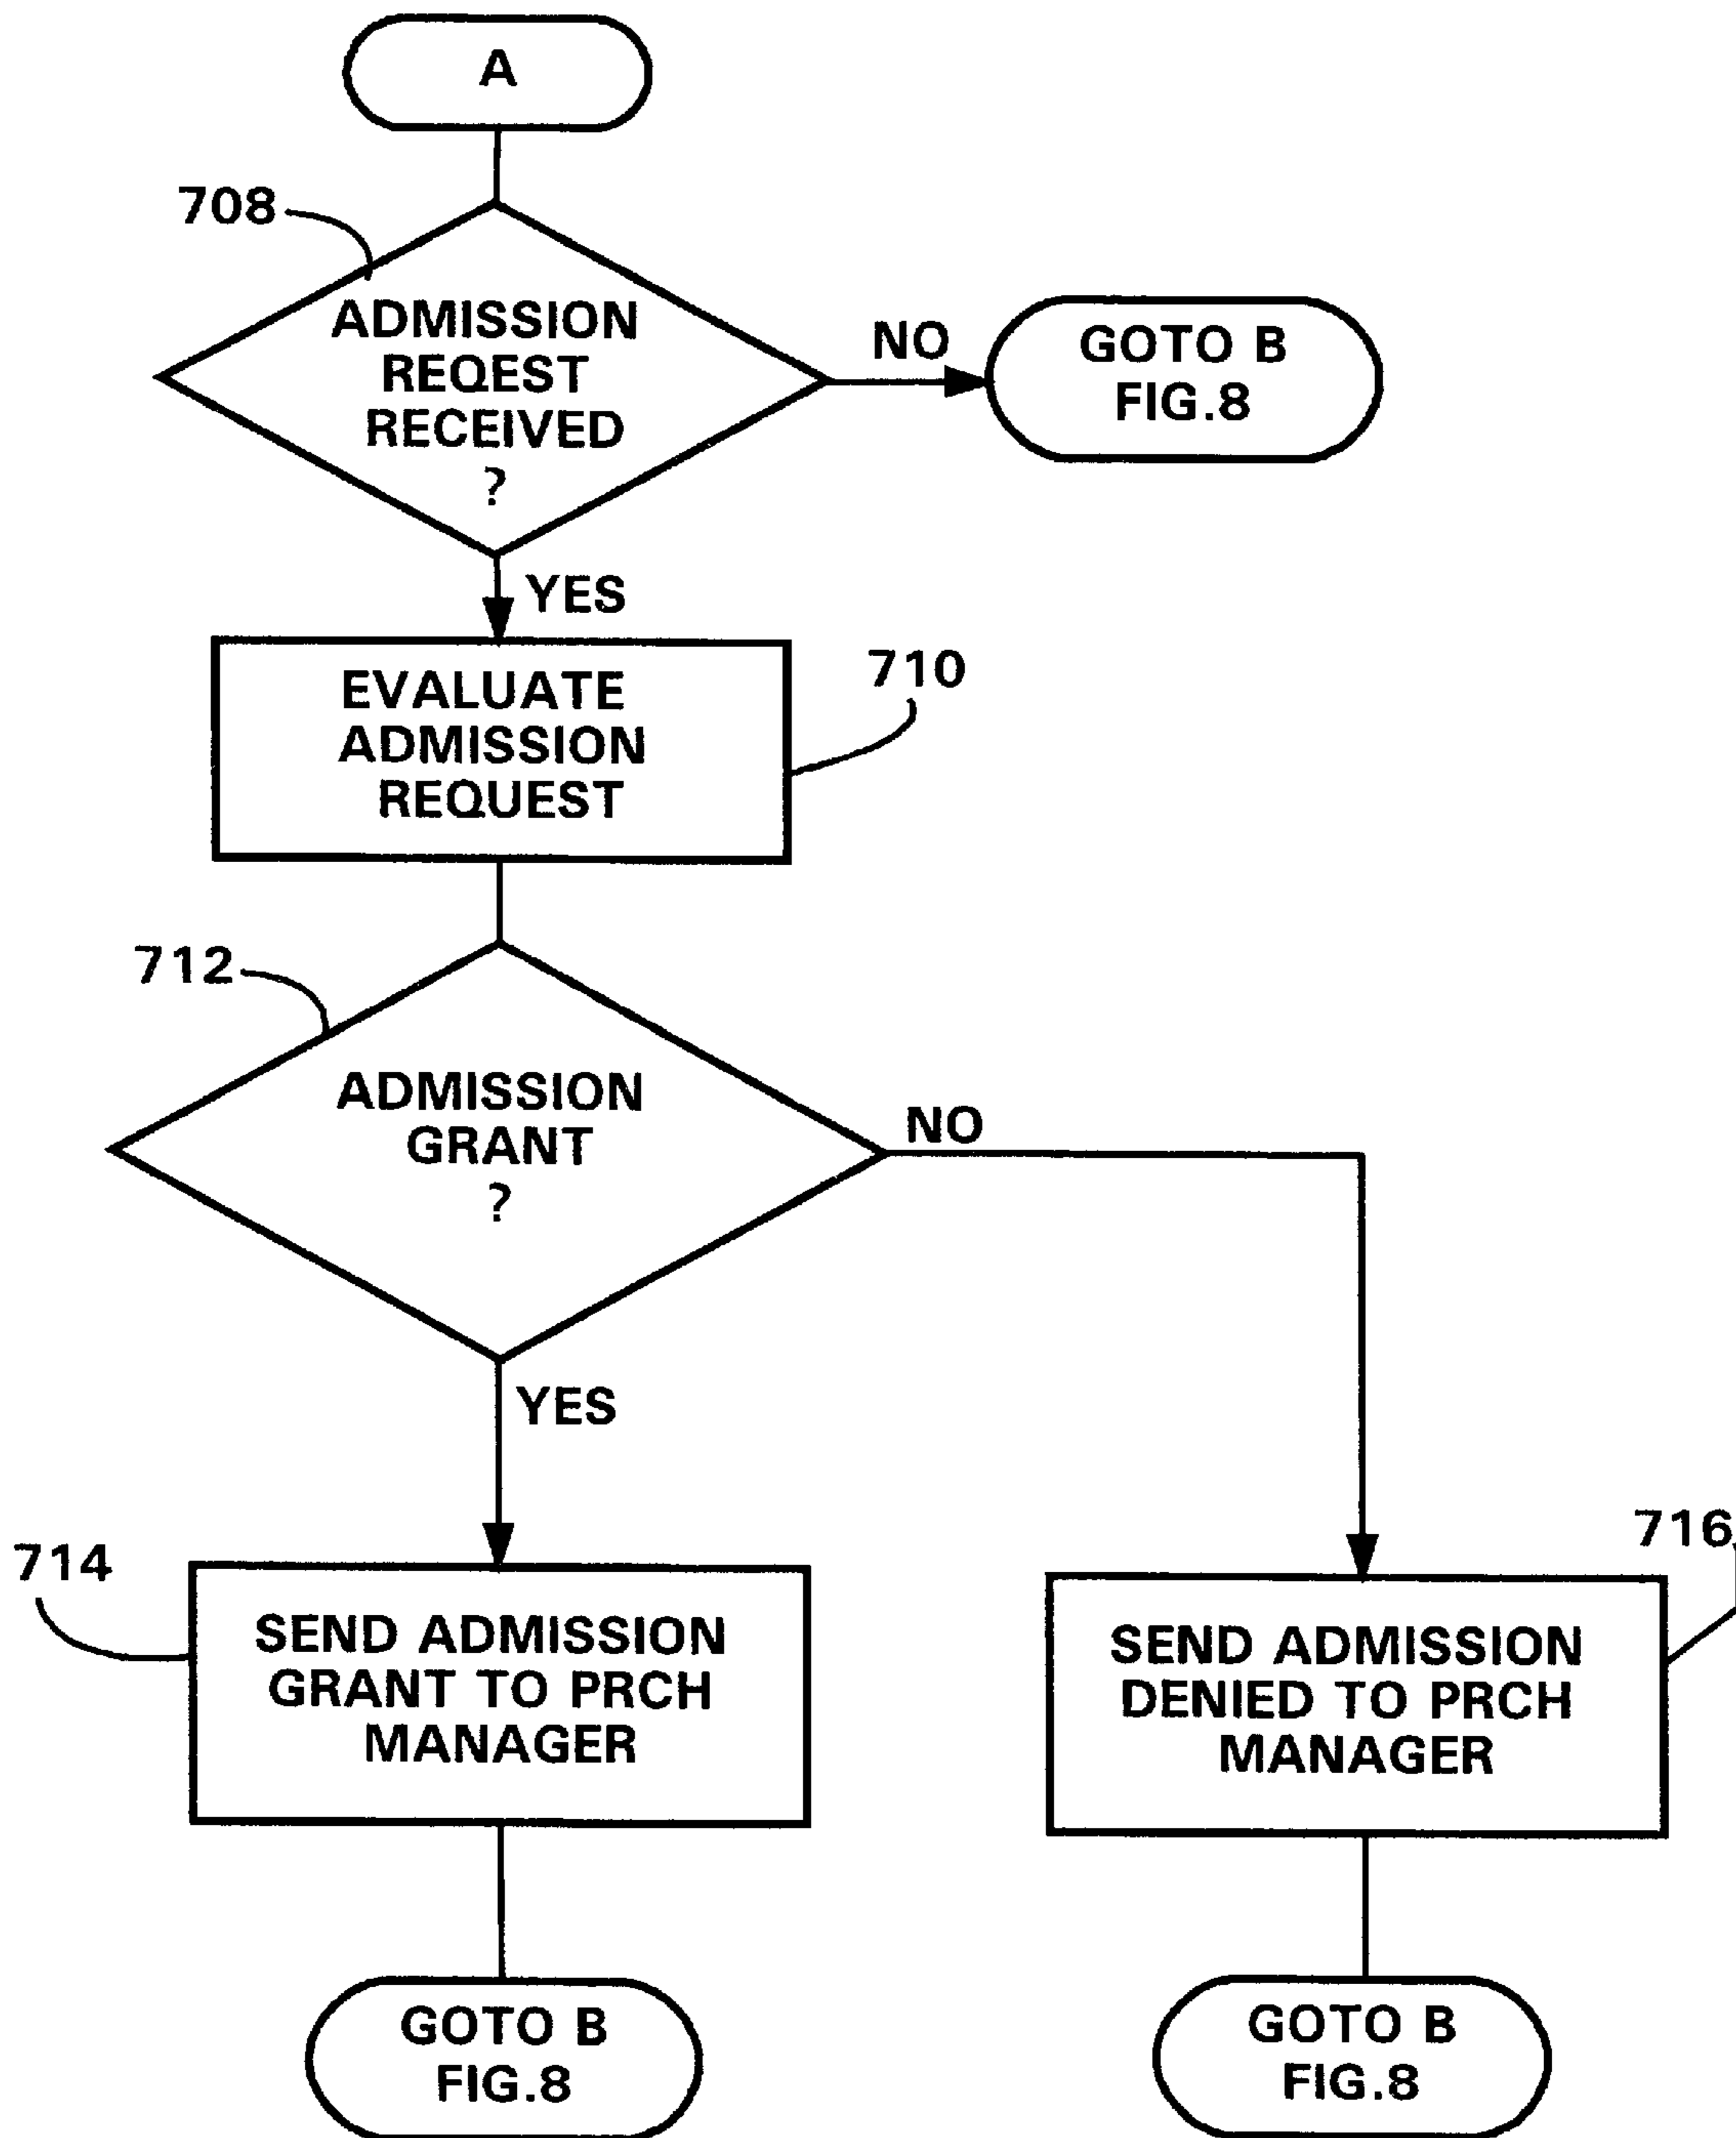 A
708
ADMISSION
REQEST
RECEIVED
?
NO
GOTO B
FIG.8
YES
EVALUATE
ADMISSION
REQUEST
710
712
ADMISSION
GRANT
?
NO
YES
714
SEND ADMISSION
GRANT TO PRCH
MANAGER
716
SEND ADMISSION
DENIED TO PRCH
MANAGER
GOTO B
FIG.8
GOTO B
FIG.8